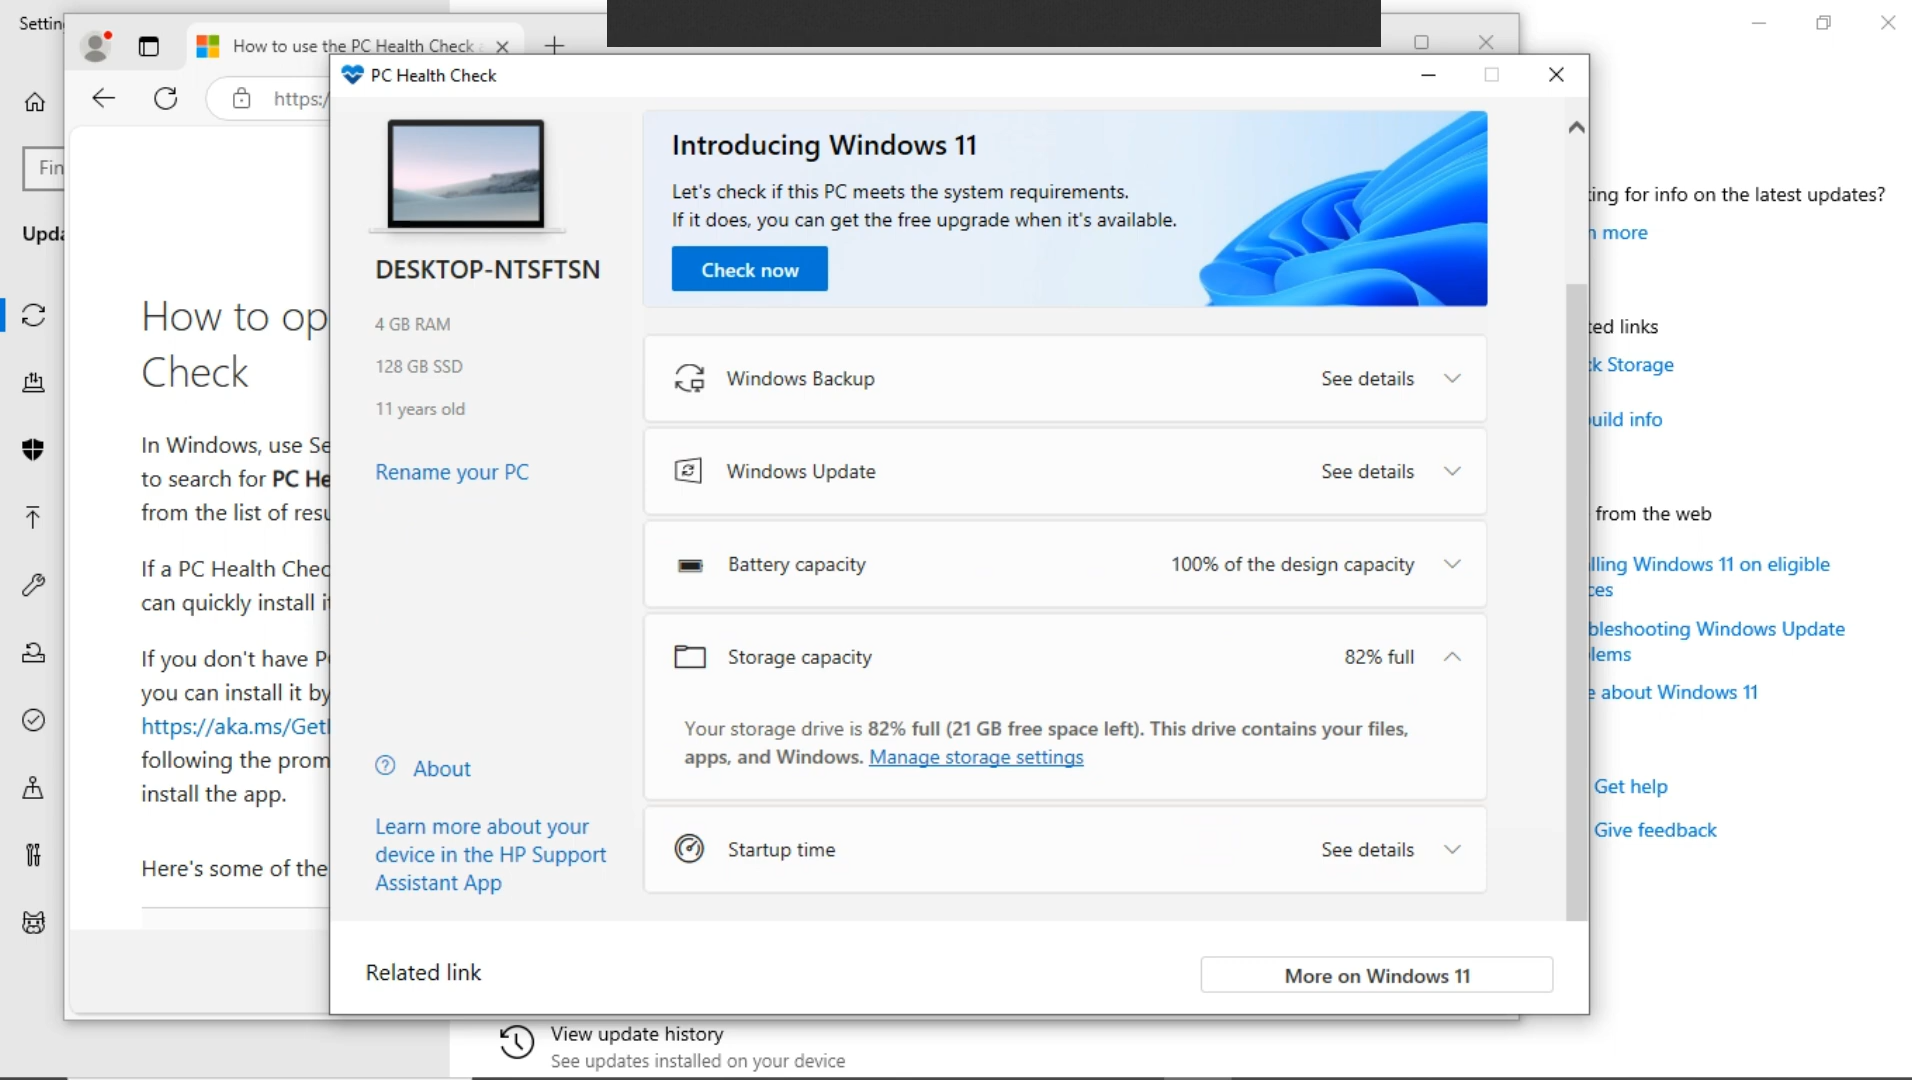 Setting
How to use the PC Health Check a
https:/
Fin
Upda
How to op
Check
In Windows, use Se
to search for PC He
from the list of resu
If a PC Health Chec
can quickly install i
If you don't have P
you can install it by
https://aka.ms/Get
following the prom
install the app.
Here's some of the
PC Health Check
DESKTOP-NTSFTSN
4 GB RAM
128 GB SSD
11 years old
Rename your PC
About
Learn more about your
device in the HP Support
Assistant App
Introducing Windows 11
Let's check if this PC meets the system requirements.
If it does, you can get the free upgrade when it's available.
Check now
Windows Backup See details
Windows Update See details
Battery capacity 100% of the design capacity
Storage capacity 82% full
Your storage drive is 82% full (21 GB free space left). This drive contains your files,
apps, and Windows. Manage storage settings
Startup time See details
Related link
More on Windows 11
View update history
See updates installed on your device
ing for info on the latest updates?
n more
ted links
k Storage
uild info
from the web
lling Windows 11 on eligible
ces
bleshooting Windows Update
lems
e about Windows 11
Get help
Give feedback